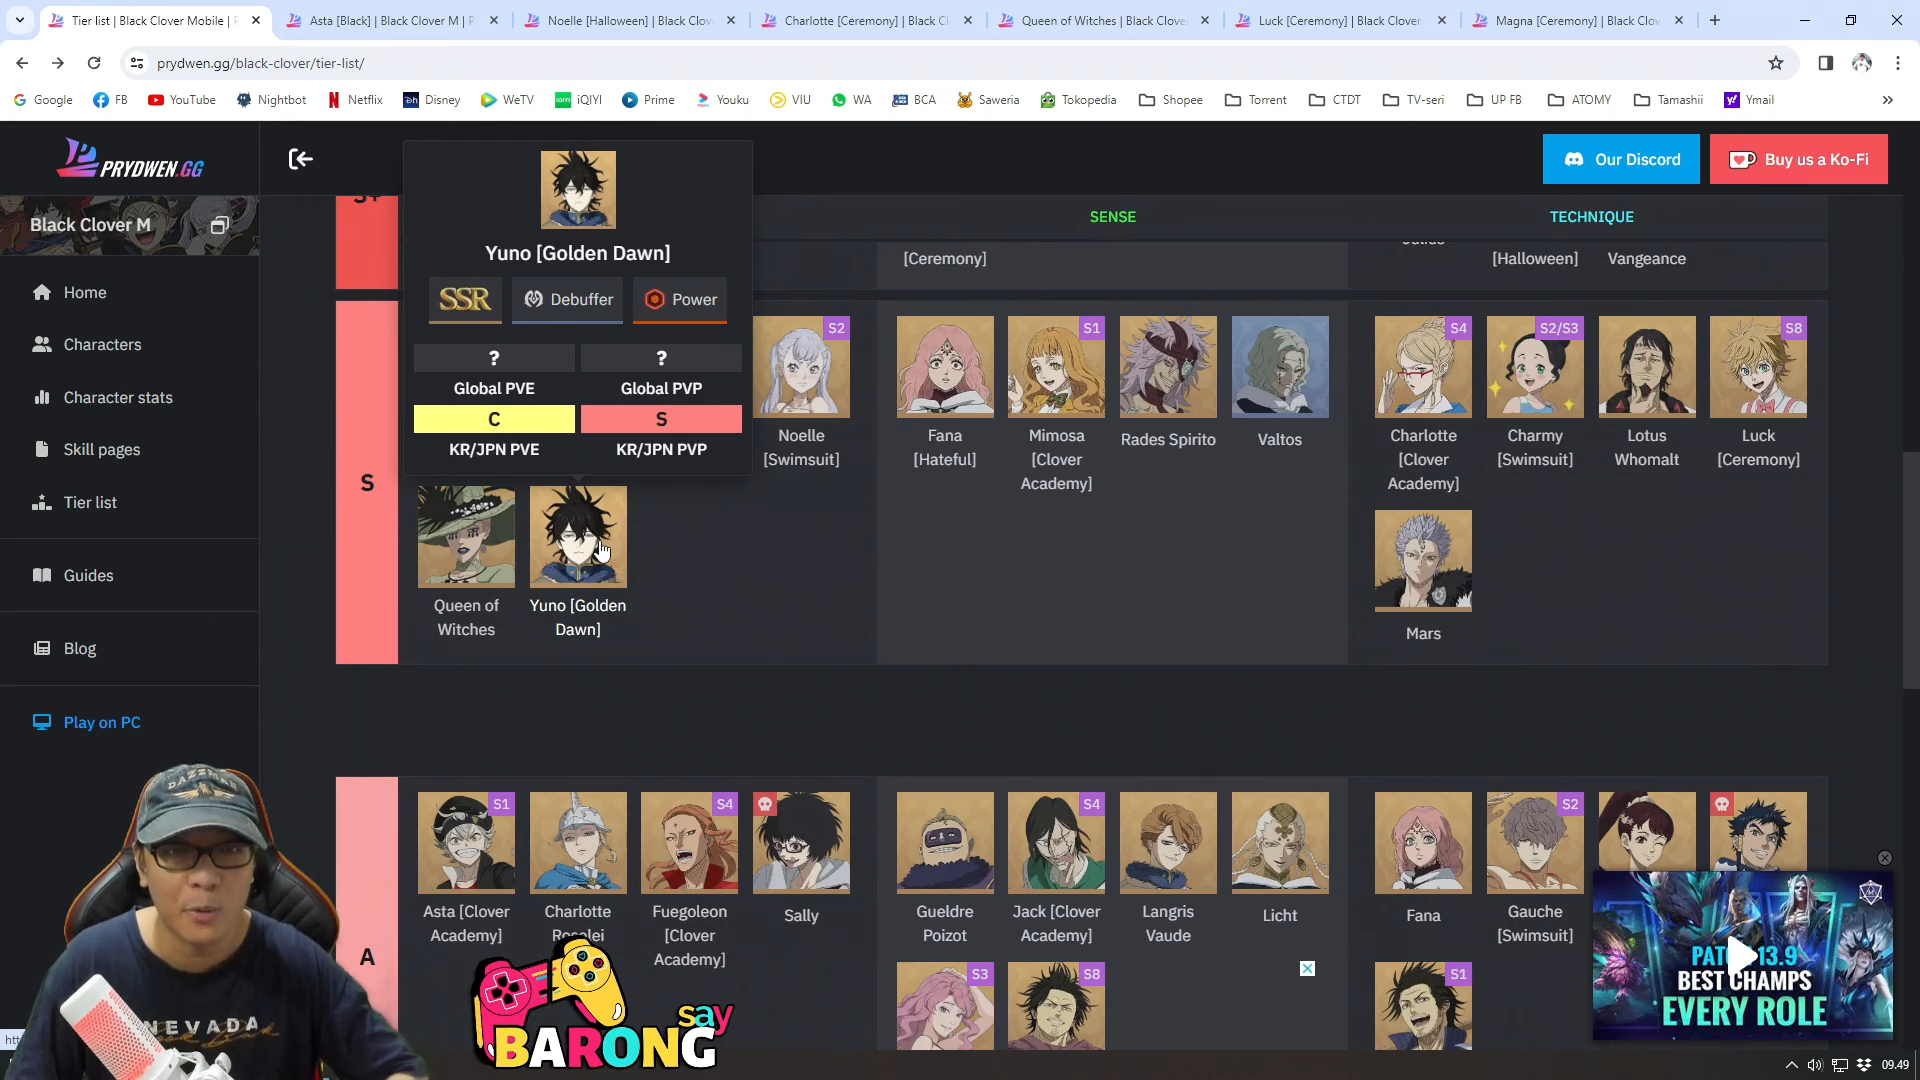 Tier list | Black Clover Mobile | P
Asta [Black] | Black Clover M | P
Noelle [Halloween] | Black Clov
Charlotte [Ceremony] | Black Cl
Queen of Witches | Black Clove
Luck [Ceremony] | Black Clover
Magna [Ceremony] | Black Clov
prydwen.gg/black-clover/tier-list/
Google
FB
YouTube
Nightbot
Netflix
Disney
WeTV
iQIYI
Prime
Youku
VIU
WA
BCA
Saweria
Tokopedia
Shopee
Torrent
CTDT
TV-seri
UP FB
ATOMY
Tamashii
Ymail
PRYDWEN.GG
Our Discord
Buy us a Ko-Fi
Black Clover M
Home
Characters
Character stats
Skill pages
Tier list
Guides
Blog
Play on PC
Yuno [Golden Dawn]
SSR
Debuffer
Power
?
?
Global PVE
Global PVP
C
S
KR/JPN PVE
KR/JPN PVP
SENSE
TECHNIQUE
[Ceremony]
[Halloween]
Vangeance
S
S2
Noelle
[Swimsuit]
Queen of
Witches
Yuno [Golden
Dawn]
Fana
[Hateful]
S1
Mimosa
[Clover
Academy]
Rades Spirito
Valtos
S4
Charlotte
[Clover
Academy]
S2/S3
Charmy
[Swimsuit]
Lotus
Whomalt
S8
Luck
[Ceremony]
Mars
A
S1
Asta [Clover
Academy]
Charlotte
S4
Fuegoleon
[Clover
Academy]
Sally
Gueldre
Poizot
S4
Jack [Clover
Academy]
Langris
Vaude
Licht
S3
S8
Fana
S2
Gauche
[Swimsuit]
S1
PATCH 13.9
BEST CHAMPS
EVERY ROLE
say
BARONG
DAZZMAN
NEVADA
09.49